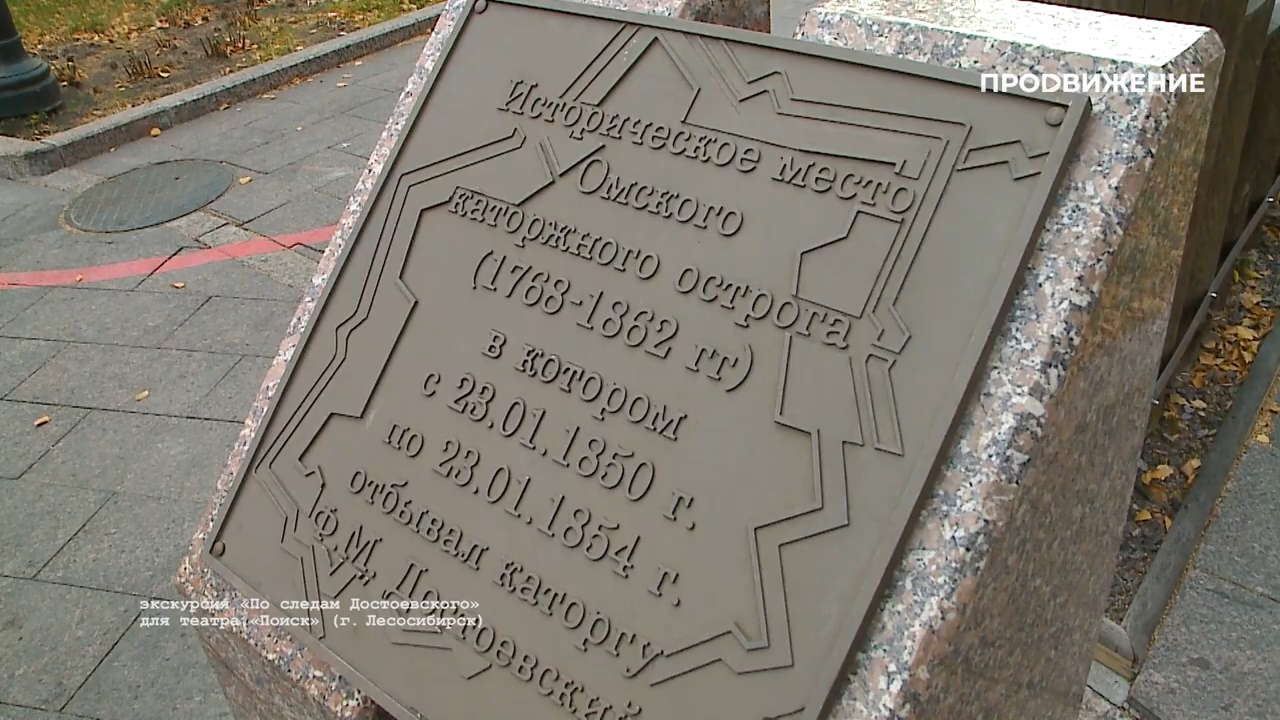 ПРОДВИЖЕНИЕ
Историческое место
Омского
каторжного острога
(1768-1862 гг)
в котором
с 23.01.1850 г.
по 23.01.1854 г.
отбывал каторгу
Ф.М. Достоевский
экскурсия «По следам Достоевского»
для театра «Поиск» (г. Лесосибирск)